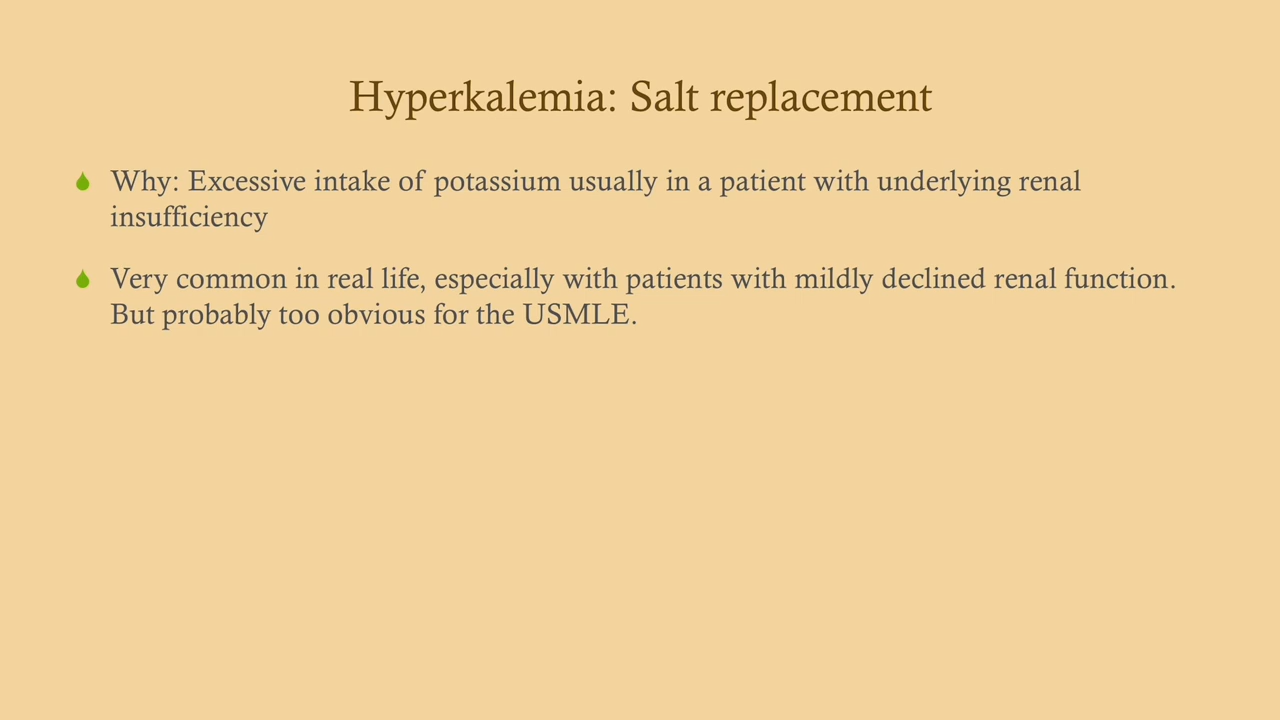 Hyperkalemia: Salt replacement
Why: Excessive intake of potassium usually in a patient with underlying renal
insufficiency
Very common in real life, especially with patients with mildly declined renal function.
But probably too obvious for the USMLE.